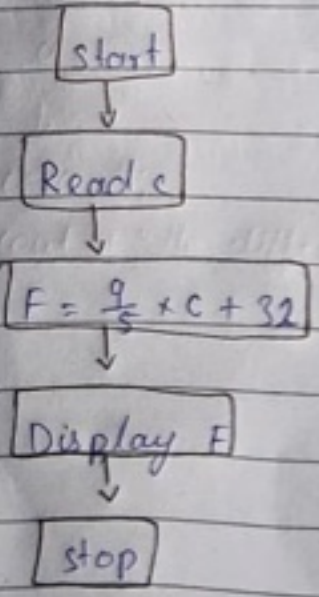 Start
Read c
F = 9/5 × C + 32
Display F
stop